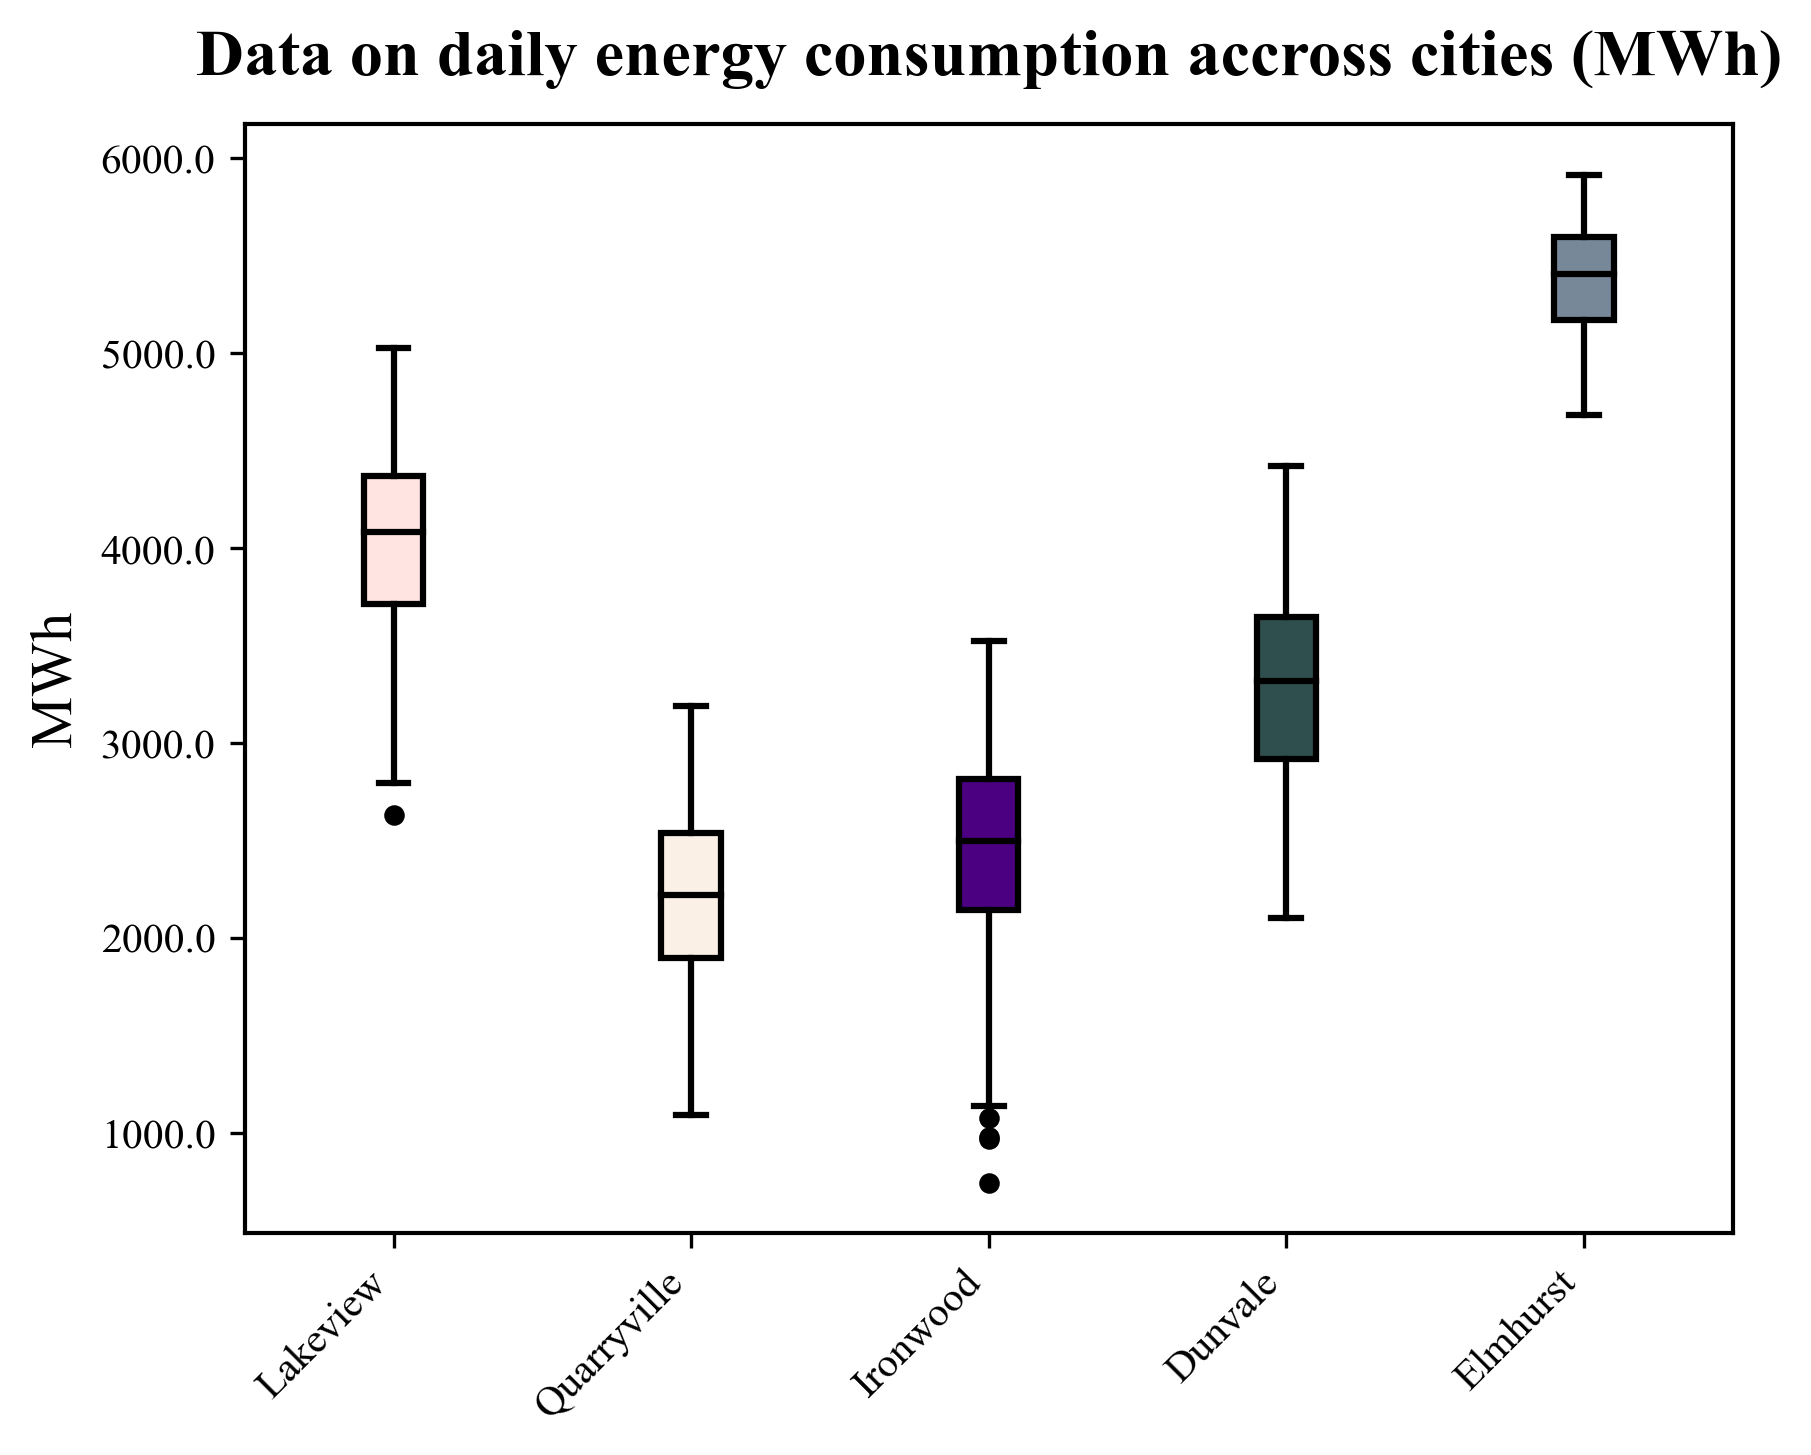 Data on daily energy consumption accross cities (MWh)
MWh
6000.0
5000.0
4000.0
3000.0
2000.0
1000.0
Lakeview
Quarryville
Ironwood
Dunvale
Elmhurst